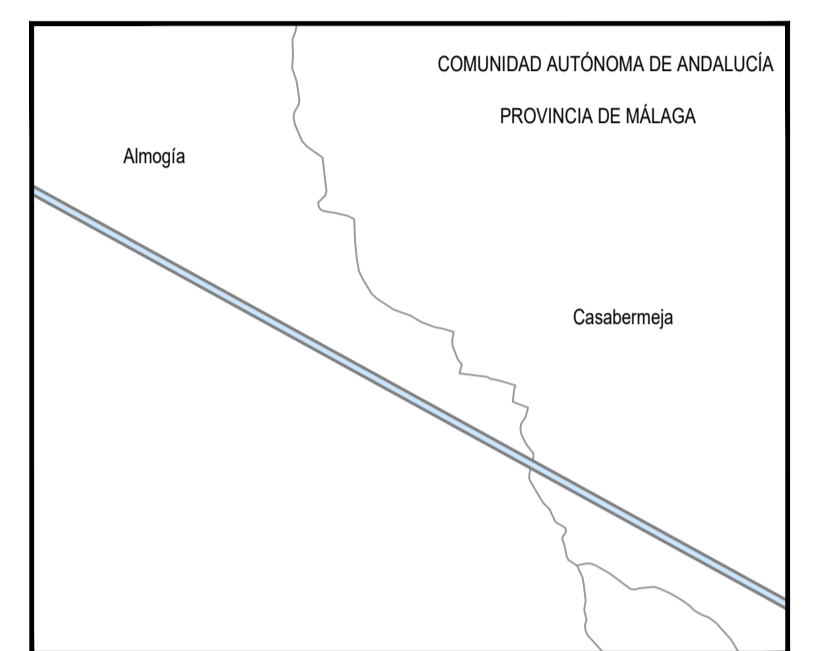 COMUNIDAD AUTÓNOMA DE ANDALUCÍA
PROVINCIA DE MÁLAGA
Almogía
Casabermeja